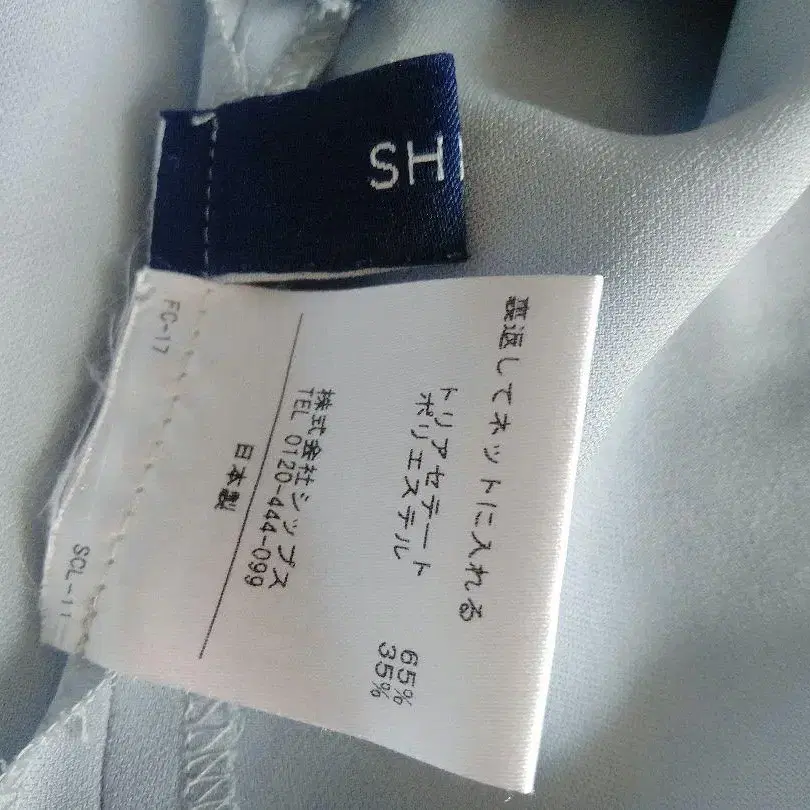 SH
裏返してネットに入れる
トリアセテート 65%
ポリエステル 35%
株式会社シップス
TEL 0120-444-099
日本製
FC-17
SCL-11